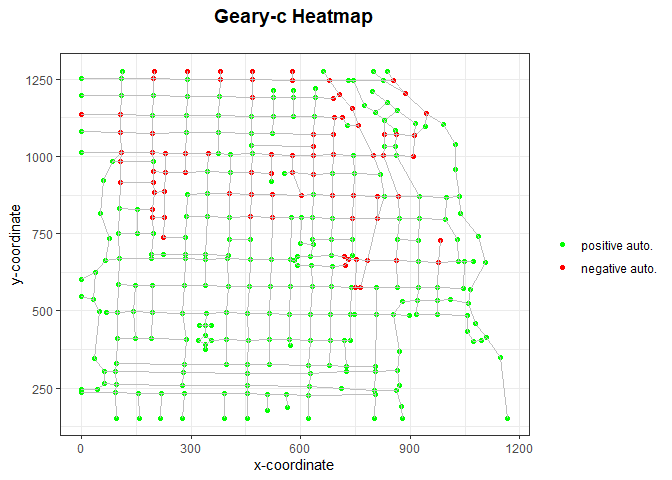 Geary-c Heatmap
1250
1000
750
500
250
y-coordinate
0
300
600
900
1200
x-coordinate
positive auto.
negative auto.